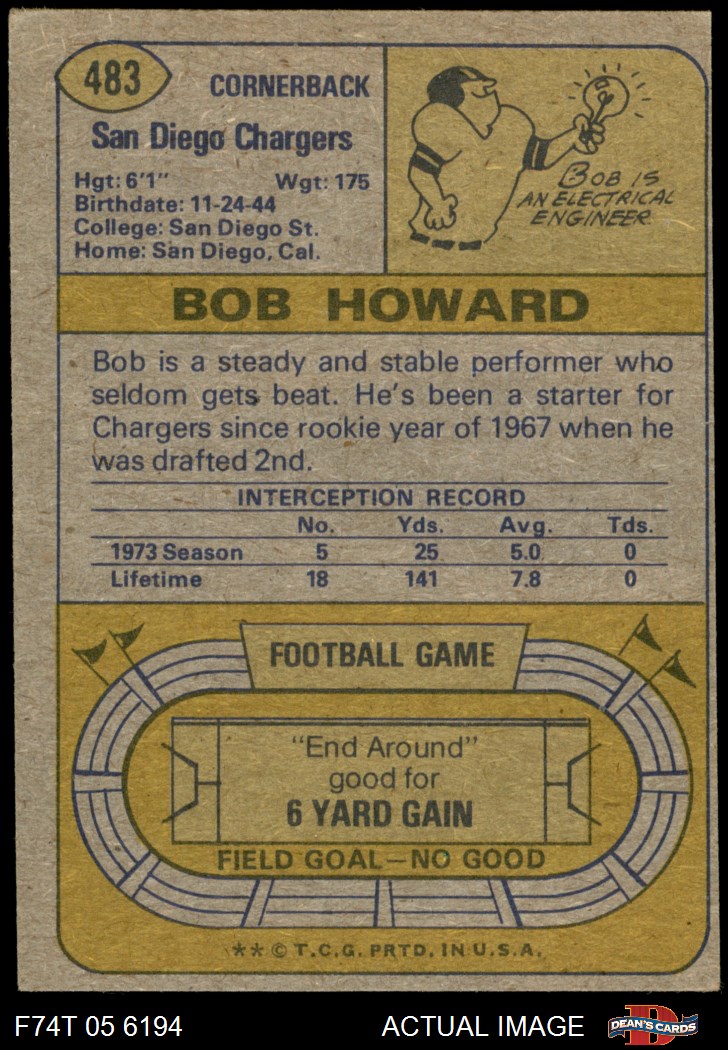 483
CORNERBACK
San Diego Chargers
Hgt: 6'1" Wgt: 175
Birthdate: 11-24-44
College: San Diego St.
Home: San Diego, Cal.
BOB IS
AN ELECTRICAL
ENGINEER.
BOB HOWARD
Bob is a steady and stable performer who
seldom gets beat. He's been a starter for
Chargers since rookie year of 1967 when he
was drafted 2nd.
INTERCEPTION RECORD
No. Yds. Avg. Tds.
1973 Season 5 25 5.0 0
Lifetime 18 141 7.8 0
FOOTBALL GAME
"End Around"
good for
6 YARD GAIN
FIELD GOAL—NO GOOD
** © T.C.G. PRTD. IN U.S.A.
F74T 05 6194 ACTUAL IMAGE DEAN'S CARDS